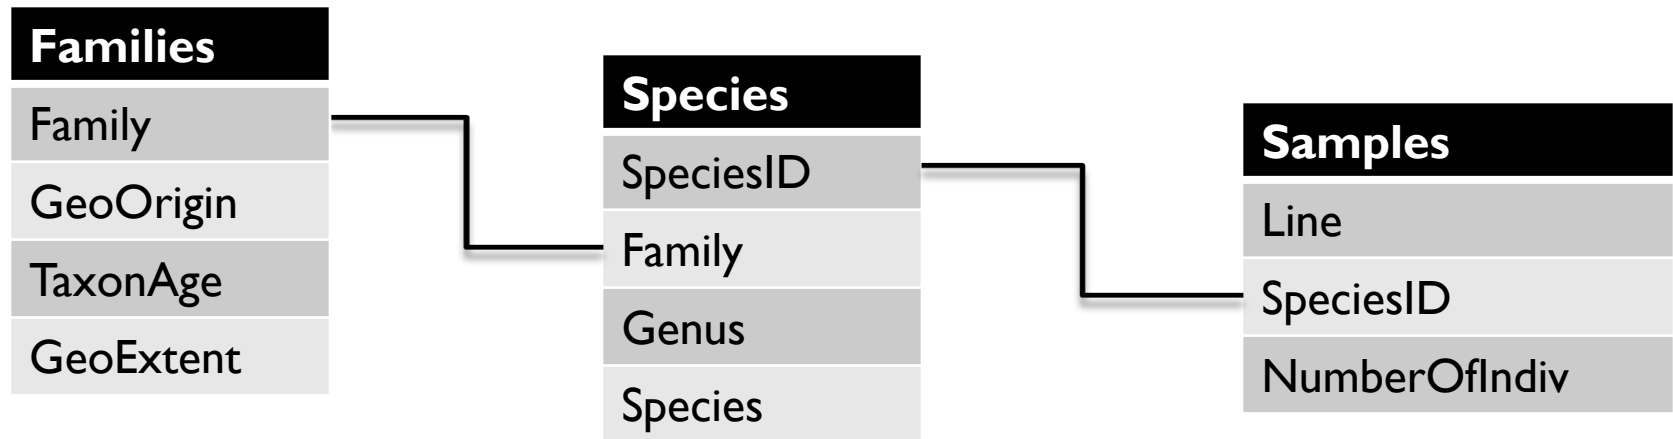 Families
Family
GeoOrigin
TaxonAge
GeoExtent
Species
SpeciesID
Family
Genus
Species
Samples
Line
SpeciesID
NumberOfIndiv